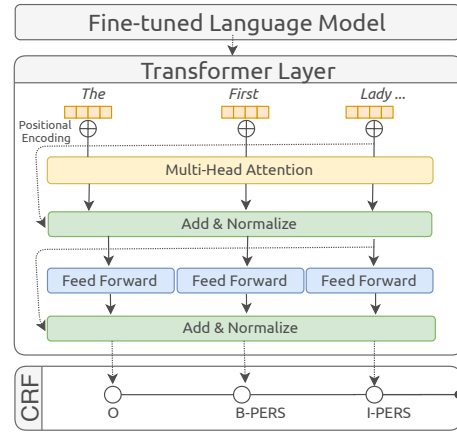 Fine-tuned Language Model
Transformer Layer
The First Lady ...
Positional
Encoding
Multi-Head Attention
Add & Normalize
Feed Forward Feed Forward Feed Forward
Add & Normalize
CRF
O B-PERS I-PERS